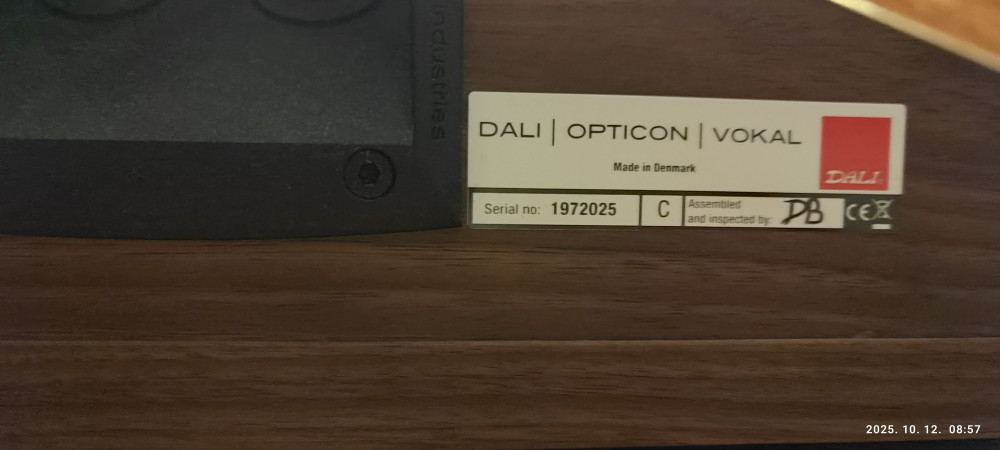 industries
DALI | OPTICON | VOKAL
Made in Denmark
DALI
Serial no: 1972025
C
Assembled
and inspected by: DB
CE
2025. 10. 12. 08:57